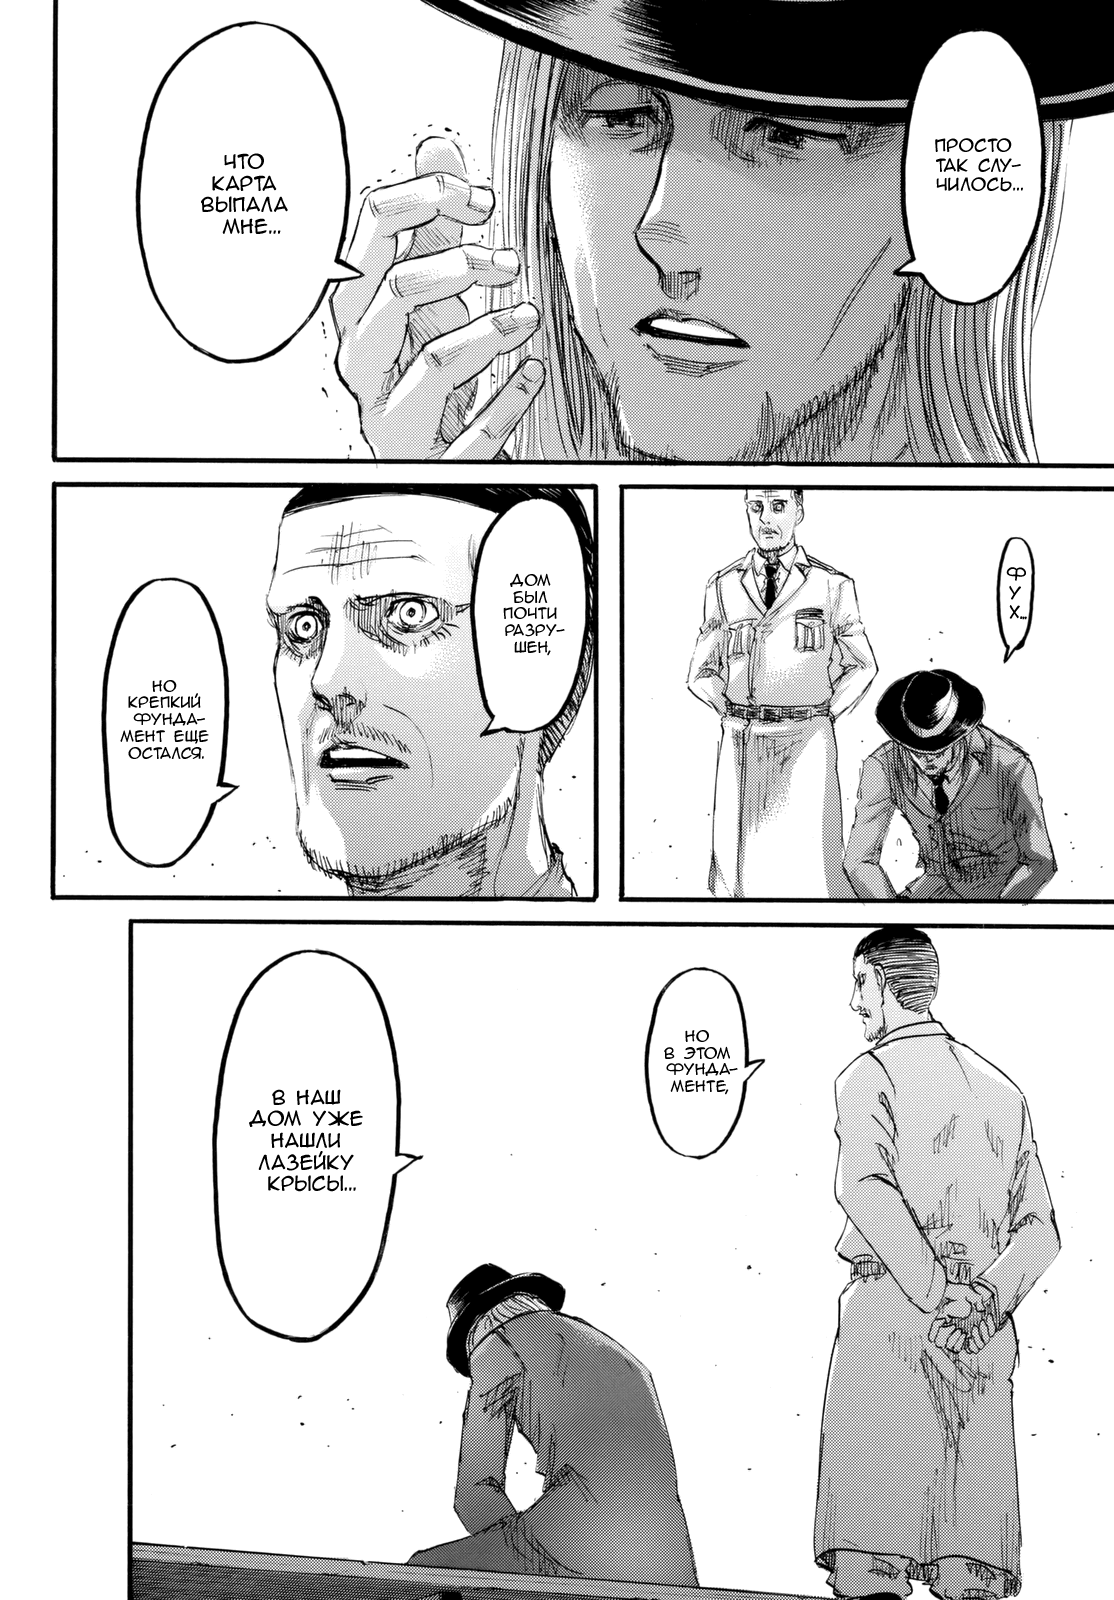 ПРОСТО
ТАК СЛУ-
ЧИЛОСЬ...
ЧТО
КАРТА
ВЫПАЛА
МНЕ...
Ф
У
Х...
ДОМ
БЫЛ
ПОЧТИ
РАЗРУ-
ШЕН,
НО
КРЕПКИЙ
ФУНДА-
МЕНТ ЕЩЕ
ОСТАЛСЯ.
НО
В ЭТОМ
ФУНДА-
МЕНТЕ,
В НАШ
ДОМ УЖЕ
НАШЛИ
ЛАЗЕЙКУ
КРЫСЫ...